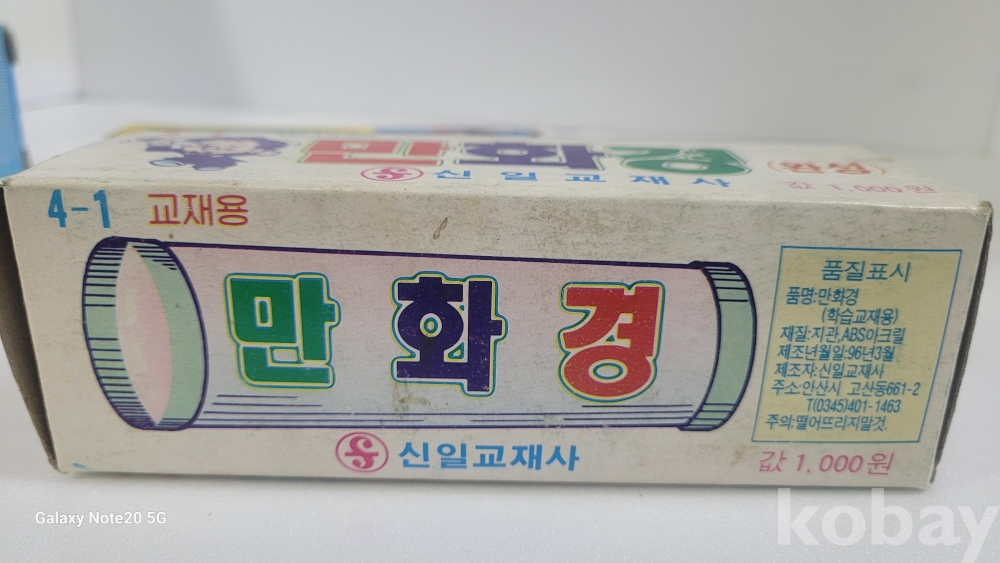 만화경
(완성)
신일교재사
값 1,000원
4-1 교재용
만화경
신일교재사
품질표시
품명:만화경
(학습교재용)
재질:지관,ABS아크릴
제조년월일:96년3월
제조자:신일교재사
주소:안산시 고산동661-2
T(0345)401-1463
주의:떨어뜨리지말것.
값 1,000원
Galaxy Note20 5G
kobay